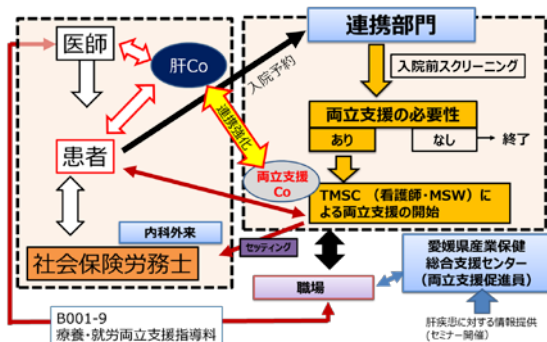 医師
肝Co
患者
内科外来
社会保険労務士
入院予約
連携強化
連携部門
入院前スクリーニング
両立支援の必要性
あり
なし
終了
両立支援
Co
TMSC (看護師・MSW) に
よる両立支援の開始
セッティング
職場
愛媛県産業保健
総合支援センター
(両立支援促進員)
肝疾患に対する情報提供
(セミナー開催)
B001-9
療養・就労両立支援指導料